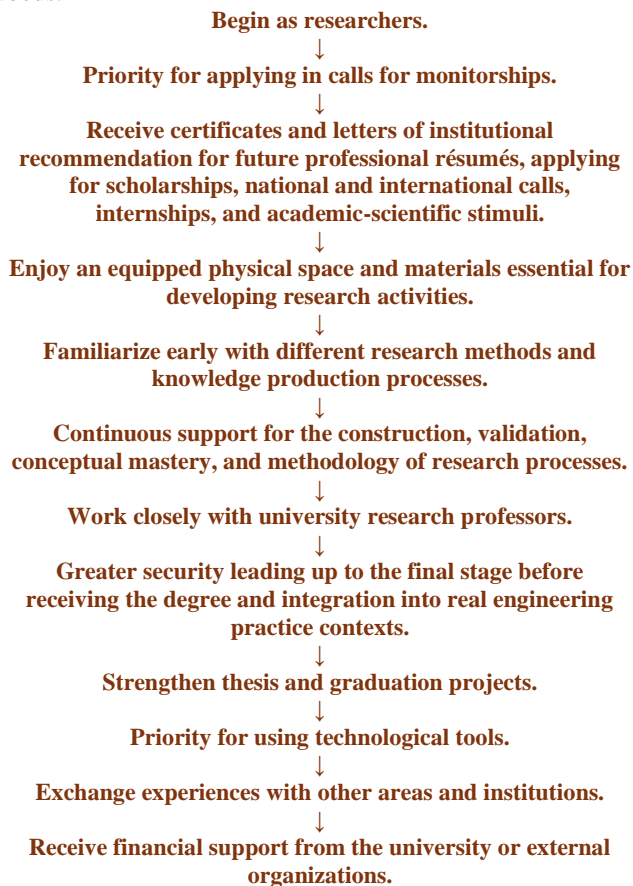 Begin as researchers.
↓
Priority for applying in calls for monitorships.
↓
Receive certificates and letters of institutional
recommendation for future professional résumés, applying
for scholarships, national and international calls,
internships, and academic-scientific stimuli.
↓
Enjoy an equipped physical space and materials essential for
developing research activities.
↓
Familiarize early with different research methods and
knowledge production processes.
↓
Continuous support for the construction, validation,
conceptual mastery, and methodology of research processes.
↓
Work closely with university research professors.
↓
Greater security leading up to the final stage before
receiving the degree and integration into real engineering
practice contexts.
↓
Strengthen thesis and graduation projects.
↓
Priority for using technological tools.
↓
Exchange experiences with other areas and institutions.
↓
Receive financial support from the university or external
organizations.